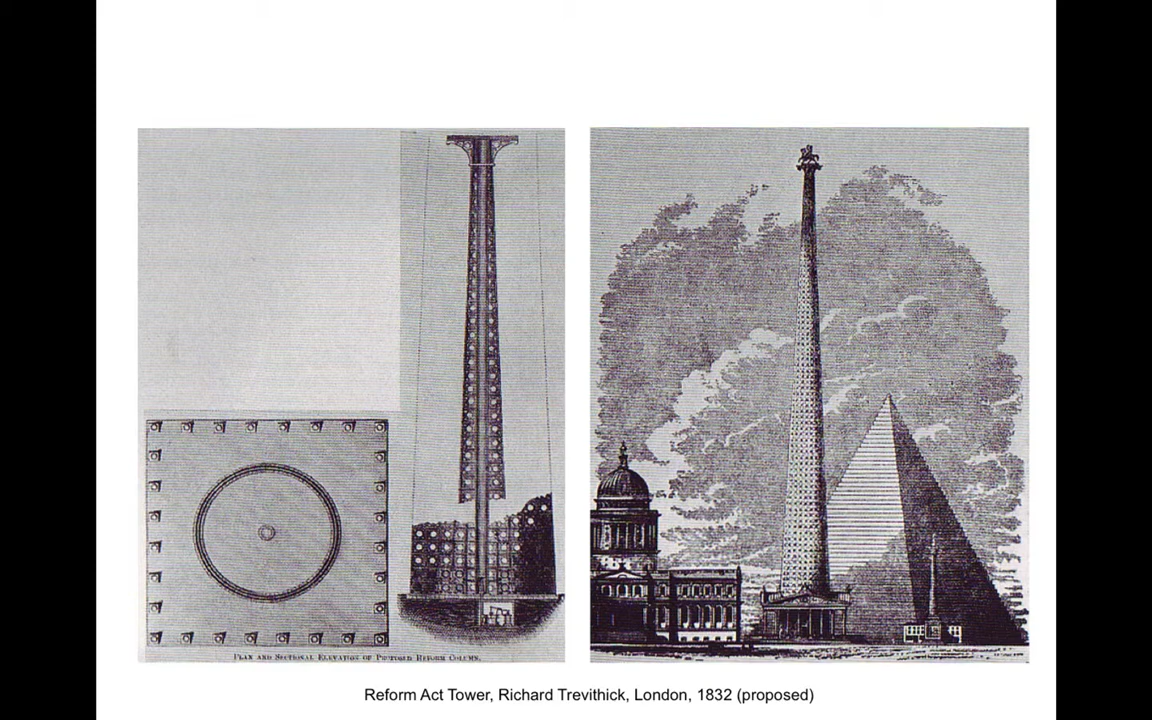 PLAN AND SECTIONAL ELEVATION OF PROPOSED REFORM COLUMN.
Reform Act Tower, Richard Trevithick, London, 1832 (proposed)